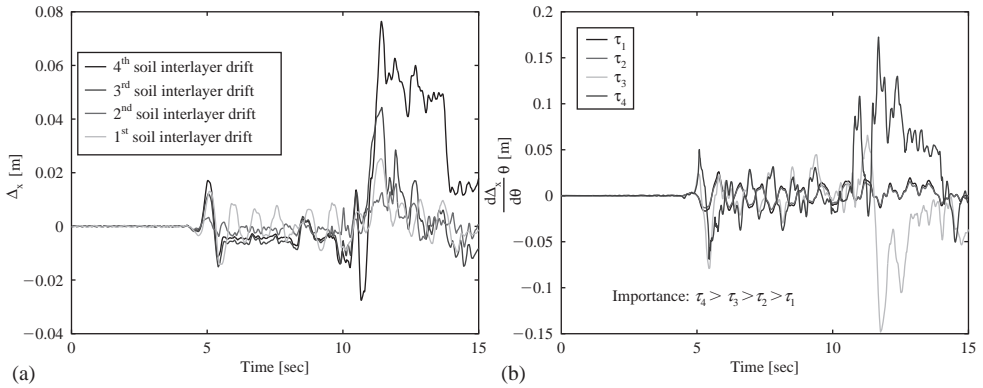 0.08
0.06
0.04
0.02
0
−0.02
−0.04
Δx [m]
4th soil interlayer drift
3rd soil interlayer drift
2nd soil interlayer drift
1st soil interlayer drift
0 5 10 15
Time [sec]
(a)
0.2
0.15
0.1
0.05
0
−0.05
−0.1
−0.15
dΔx
dθ
θ [m]
τ1
τ2
τ3
τ4
Importance: τ4 > τ3 > τ2 > τ1
0 5 10 15
Time [sec]
(b)